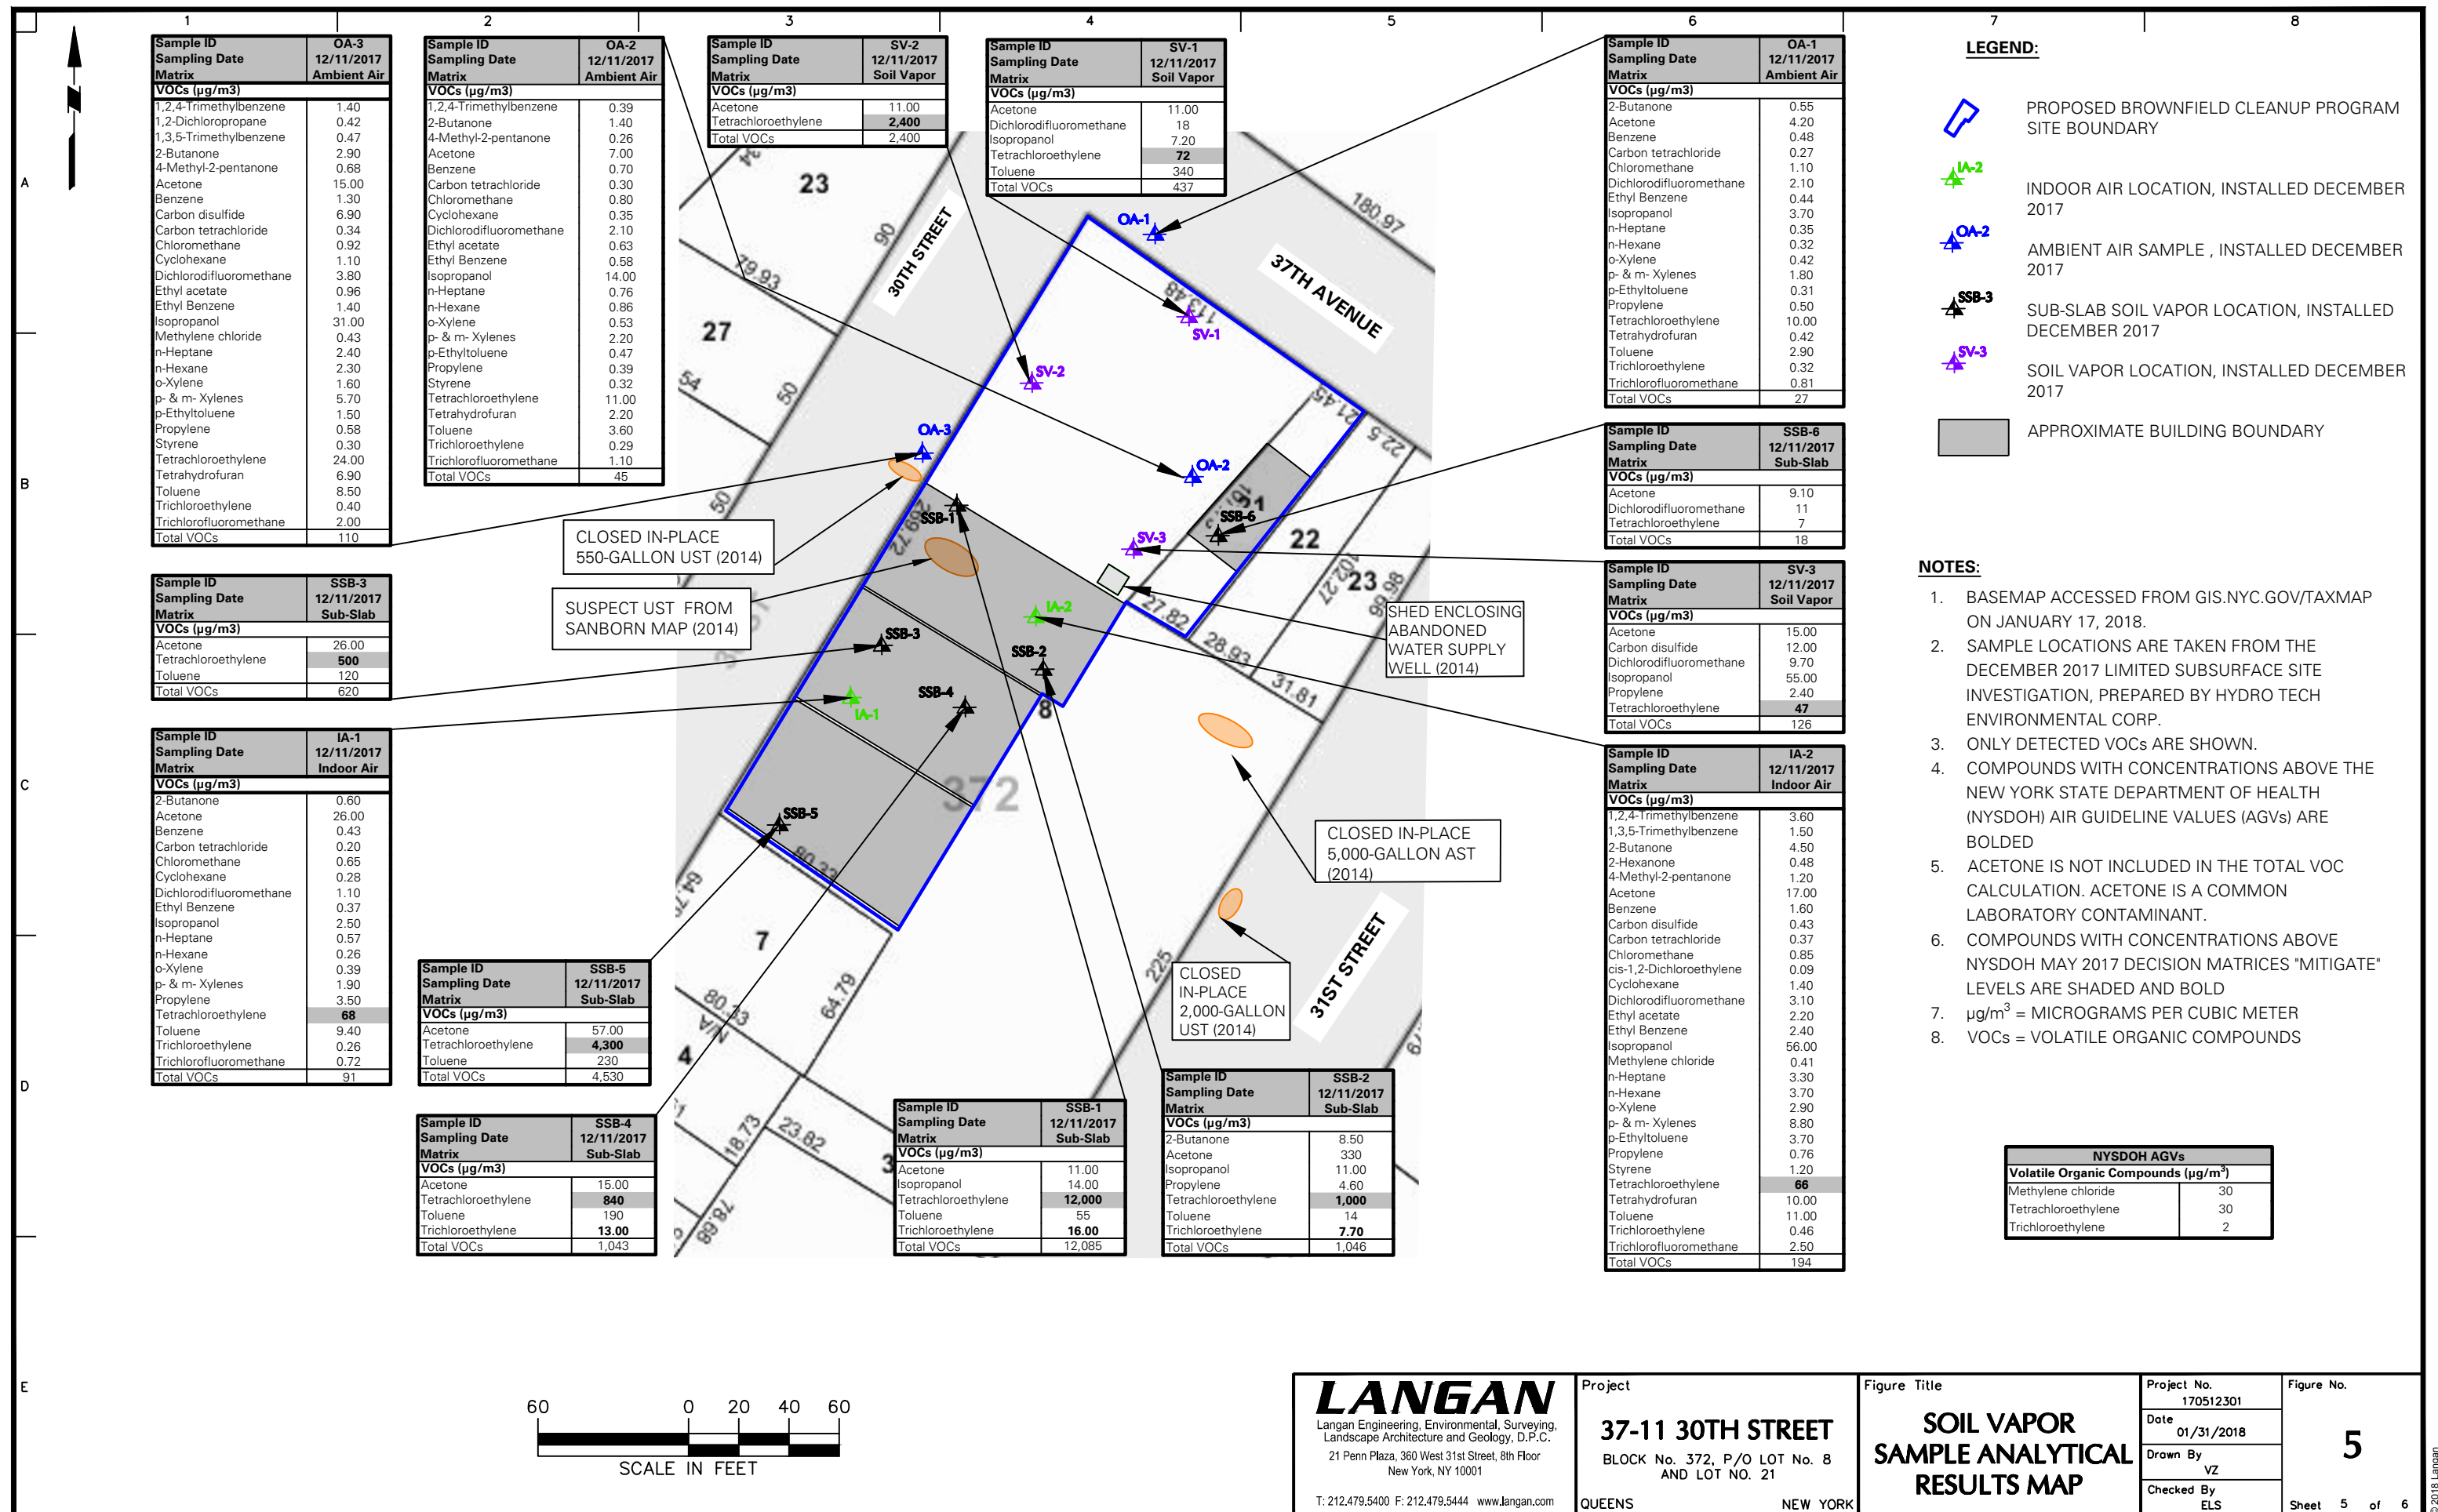 1 2 3 4 5 6 7 8
A
B
C
D
E
N
Sample ID OA-3
Sampling Date 12/11/2017
Matrix Ambient Air
VOCs (µg/m3)
1,2,4-Trimethylbenzene 1.40
1,2-Dichloropropane 0.42
1,3,5-Trimethylbenzene 0.47
2-Butanone 2.90
4-Methyl-2-pentanone 0.68
Acetone 15.00
Benzene 1.30
Carbon disulfide 6.90
Carbon tetrachloride 0.34
Chloromethane 0.92
Cyclohexane 1.10
Dichlorodifluoromethane 3.80
Ethyl acetate 0.96
Ethyl Benzene 1.40
Isopropanol 31.00
Methylene chloride 0.43
n-Heptane 2.40
n-Hexane 2.30
o-Xylene 1.60
p- & m- Xylenes 5.70
p-Ethyltoluene 1.50
Propylene 0.58
Styrene 0.30
Tetrachloroethylene 24.00
Tetrahydrofuran 6.90
Toluene 8.50
Trichloroethylene 0.40
Trichlorofluoromethane 2.00
Total VOCs 110
Sample ID OA-2
Sampling Date 12/11/2017
Matrix Ambient Air
VOCs (µg/m3)
1,2,4-Trimethylbenzene 0.39
2-Butanone 1.40
4-Methyl-2-pentanone 0.26
Acetone 7.00
Benzene 0.70
Carbon tetrachloride 0.30
Chloromethane 0.80
Cyclohexane 0.35
Dichlorodifluoromethane 2.10
Ethyl acetate 0.63
Ethyl Benzene 0.58
Isopropanol 14.00
n-Heptane 0.76
n-Hexane 0.86
o-Xylene 0.53
p- & m- Xylenes 2.20
p-Ethyltoluene 0.47
Propylene 0.39
Styrene 0.32
Tetrachloroethylene 11.00
Tetrahydrofuran 2.20
Toluene 3.60
Trichloroethylene 0.29
Trichlorofluoromethane 1.10
Total VOCs 45
Sample ID SV-2
Sampling Date 12/11/2017
Matrix Soil Vapor
VOCs (µg/m3)
Acetone 11.00
Tetrachloroethylene 2,400
Total VOCs 2,400
Sample ID SV-1
Sampling Date 12/11/2017
Matrix Soil Vapor
VOCs (µg/m3)
Acetone 11.00
Dichlorodifluoromethane 18
Isopropanol 7.20
Tetrachloroethylene 72
Toluene 340
Total VOCs 437
Sample ID OA-1
Sampling Date 12/11/2017
Matrix Ambient Air
VOCs (µg/m3)
2-Butanone 0.55
Acetone 4.20
Benzene 0.48
Carbon tetrachloride 0.27
Chloromethane 1.10
Dichlorodifluoromethane 2.10
Ethyl Benzene 0.44
Isopropanol 3.70
n-Heptane 0.35
n-Hexane 0.32
o-Xylene 0.42
p- & m- Xylenes 1.80
p-Ethyltoluene 0.31
Propylene 0.50
Tetrachloroethylene 10.00
Tetrahydrofuran 0.42
Toluene 2.90
Trichloroethylene 0.32
Trichlorofluoromethane 0.81
Total VOCs 27
Sample ID SSB-6
Sampling Date 12/11/2017
Matrix Sub-Slab
VOCs (µg/m3)
Acetone 9.10
Dichlorodifluoromethane 11
Tetrachloroethylene 7
Total VOCs 18
Sample ID SV-3
Sampling Date 12/11/2017
Matrix Soil Vapor
VOCs (µg/m3)
Acetone 15.00
Carbon disulfide 12.00
Dichlorodifluoromethane 9.70
Isopropanol 55.00
Propylene 2.40
Tetrachloroethylene 47
Total VOCs 126
Sample ID IA-2
Sampling Date 12/11/2017
Matrix Indoor Air
VOCs (µg/m3)
1,2,4-Trimethylbenzene 3.60
1,3,5-Trimethylbenzene 1.50
2-Butanone 4.50
2-Hexanone 0.48
4-Methyl-2-pentanone 1.20
Acetone 17.00
Benzene 1.60
Carbon disulfide 0.43
Carbon tetrachloride 0.37
Chloromethane 0.85
cis-1,2-Dichloroethylene 0.09
Cyclohexane 1.40
Dichlorodifluoromethane 3.10
Ethyl acetate 2.20
Ethyl Benzene 2.40
Isopropanol 56.00
Methylene chloride 0.41
n-Heptane 3.30
n-Hexane 3.70
o-Xylene 2.90
p- & m- Xylenes 8.80
p-Ethyltoluene 3.70
Propylene 0.76
Styrene 1.20
Tetrachloroethylene 66
Tetrahydrofuran 10.00
Toluene 11.00
Trichloroethylene 0.46
Trichlorofluoromethane 2.50
Total VOCs 194
Sample ID SSB-3
Sampling Date 12/11/2017
Matrix Sub-Slab
VOCs (µg/m3)
Acetone 26.00
Tetrachloroethylene 500
Toluene 120
Total VOCs 620
Sample ID IA-1
Sampling Date 12/11/2017
Matrix Indoor Air
VOCs (µg/m3)
2-Butanone 0.60
Acetone 26.00
Benzene 0.43
Carbon tetrachloride 0.20
Chloromethane 0.65
Cyclohexane 0.28
Dichlorodifluoromethane 1.10
Ethyl Benzene 0.37
Isopropanol 2.50
n-Heptane 0.57
n-Hexane 0.26
o-Xylene 0.39
p- & m- Xylenes 1.90
Propylene 3.50
Tetrachloroethylene 68
Toluene 9.40
Trichloroethylene 0.26
Trichlorofluoromethane 0.72
Total VOCs 91
Sample ID SSB-5
Sampling Date 12/11/2017
Matrix Sub-Slab
VOCs (µg/m3)
Acetone 57.00
Tetrachloroethylene 4,300
Toluene 230
Total VOCs 4,530
Sample ID SSB-4
Sampling Date 12/11/2017
Matrix Sub-Slab
VOCs (µg/m3)
Acetone 15.00
Tetrachloroethylene 840
Toluene 190
Trichloroethylene 13.00
Total VOCs 1,043
Sample ID SSB-1
Sampling Date 12/11/2017
Matrix Sub-Slab
VOCs (µg/m3)
Acetone 11.00
Isopropanol 14.00
Tetrachloroethylene 12,000
Toluene 55
Trichloroethylene 16.00
Total VOCs 12,085
Sample ID SSB-2
Sampling Date 12/11/2017
Matrix Sub-Slab
VOCs (µg/m3)
2-Butanone 8.50
Acetone 330
Isopropanol 11.00
Propylene 4.60
Tetrachloroethylene 1,000
Toluene 14
Trichloroethylene 7.70
Total VOCs 1,046
23
27
90
79.93
54
50
50
30TH STREET
37TH AVENUE
31ST STREET
180.97
113.48
21.45
22.5
OA-1
SV-1
SV-2
OA-3
OA-2
SSB-1
SSB-6
SV-3
22
23
102.27
98.98
289.72
IA-2
27.82
28.93
31.81
SSB-3
SSB-2
SSB-4
IA-1
8
372
SSB-5
80.33
7
64.79
80.33
N/A
4
18.73
23.82
78.68
225
CLOSED IN-PLACE
550-GALLON UST (2014)
SUSPECT UST FROM
SANBORN MAP (2014)
SHED ENCLOSING
ABANDONED
WATER SUPPLY
WELL (2014)
CLOSED IN-PLACE
5,000-GALLON AST
(2014)
CLOSED
IN-PLACE
2,000-GALLON
UST (2014)
LEGEND:
PROPOSED BROWNFIELD CLEANUP PROGRAM
SITE BOUNDARY
IA-2
INDOOR AIR LOCATION, INSTALLED DECEMBER
2017
OA-2
AMBIENT AIR SAMPLE , INSTALLED DECEMBER
2017
SSB-3
SUB-SLAB SOIL VAPOR LOCATION, INSTALLED
DECEMBER 2017
SV-3
SOIL VAPOR LOCATION, INSTALLED DECEMBER
2017
APPROXIMATE BUILDING BOUNDARY
NOTES:
1. BASEMAP ACCESSED FROM GIS.NYC.GOV/TAXMAP
ON JANUARY 17, 2018.
2. SAMPLE LOCATIONS ARE TAKEN FROM THE
DECEMBER 2017 LIMITED SUBSURFACE SITE
INVESTIGATION, PREPARED BY HYDRO TECH
ENVIRONMENTAL CORP.
3. ONLY DETECTED VOCs ARE SHOWN.
4. COMPOUNDS WITH CONCENTRATIONS ABOVE THE
NEW YORK STATE DEPARTMENT OF HEALTH
(NYSDOH) AIR GUIDELINE VALUES (AGVs) ARE
BOLDED
5. ACETONE IS NOT INCLUDED IN THE TOTAL VOC
CALCULATION. ACETONE IS A COMMON
LABORATORY CONTAMINANT.
6. COMPOUNDS WITH CONCENTRATIONS ABOVE
NYSDOH MAY 2017 DECISION MATRICES "MITIGATE"
LEVELS ARE SHADED AND BOLD
7. µg/m³ = MICROGRAMS PER CUBIC METER
8. VOCs = VOLATILE ORGANIC COMPOUNDS
NYSDOH AGVs
Volatile Organic Compounds (µg/m³)
Methylene chloride 30
Tetrachloroethylene 30
Trichloroethylene 2
60 0 20 40 60
SCALE IN FEET
LANGAN
Langan Engineering, Environmental, Surveying,
Landscape Architecture and Geology, D.P.C.
21 Penn Plaza, 360 West 31st Street, 8th Floor
New York, NY 10001
T: 212.479.5400 F: 212.479.5444 www.langan.com
Project
37-11 30TH STREET
BLOCK No. 372, P/O LOT No. 8
AND LOT NO. 21
QUEENS NEW YORK
Figure Title
SOIL VAPOR
SAMPLE ANALYTICAL
RESULTS MAP
Project No.
170512301
Date
01/31/2018
Drawn By
VZ
Checked By
ELS
Figure No.
5
Sheet 5 of 6
© 2018 Langan